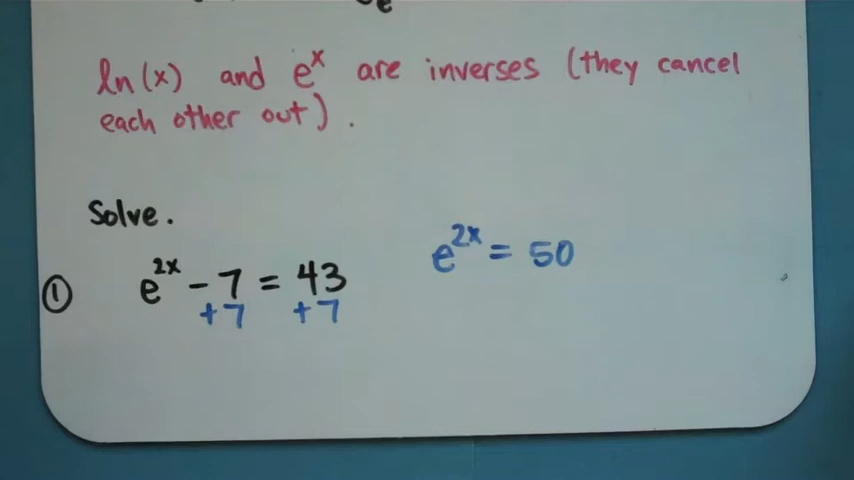 ln(x) and e^x are inverses (they cancel
each other out).
Solve.
① e^2x - 7 = 43
+7 +7
e^2x = 50